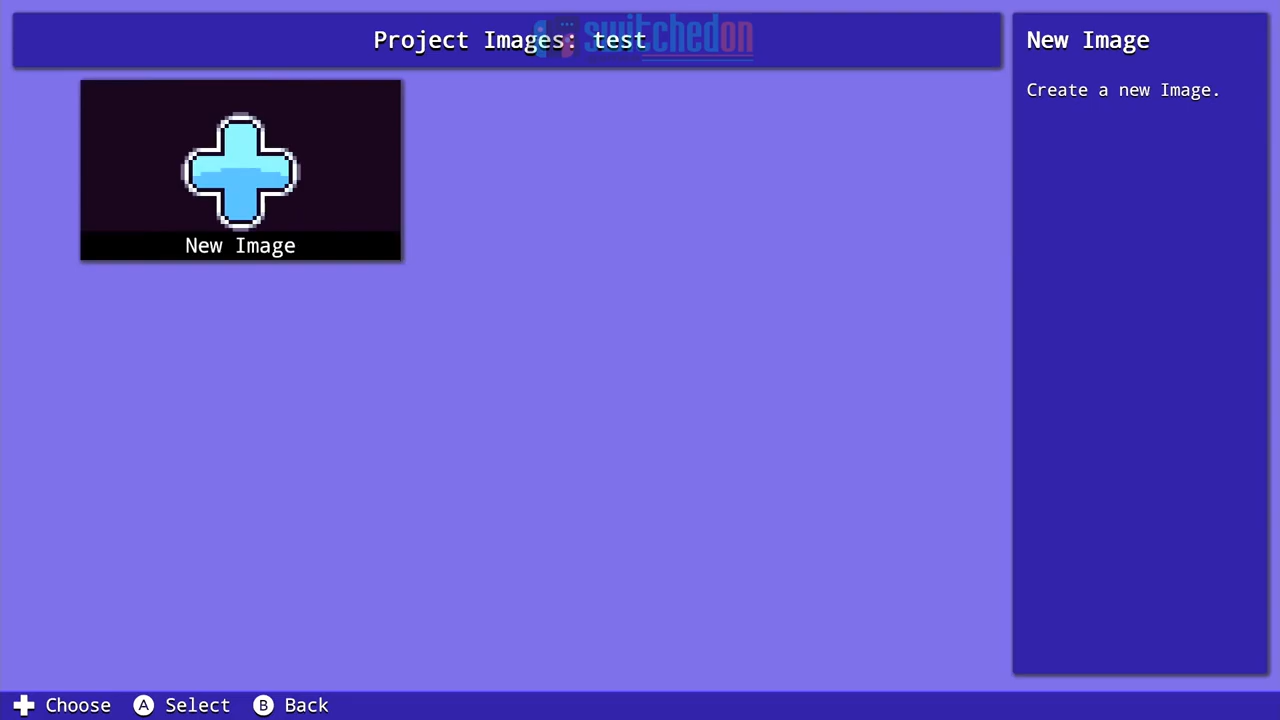 Project Images: test
switchedon
New Image
Create a new Image.
New Image
Choose
A Select
B Back